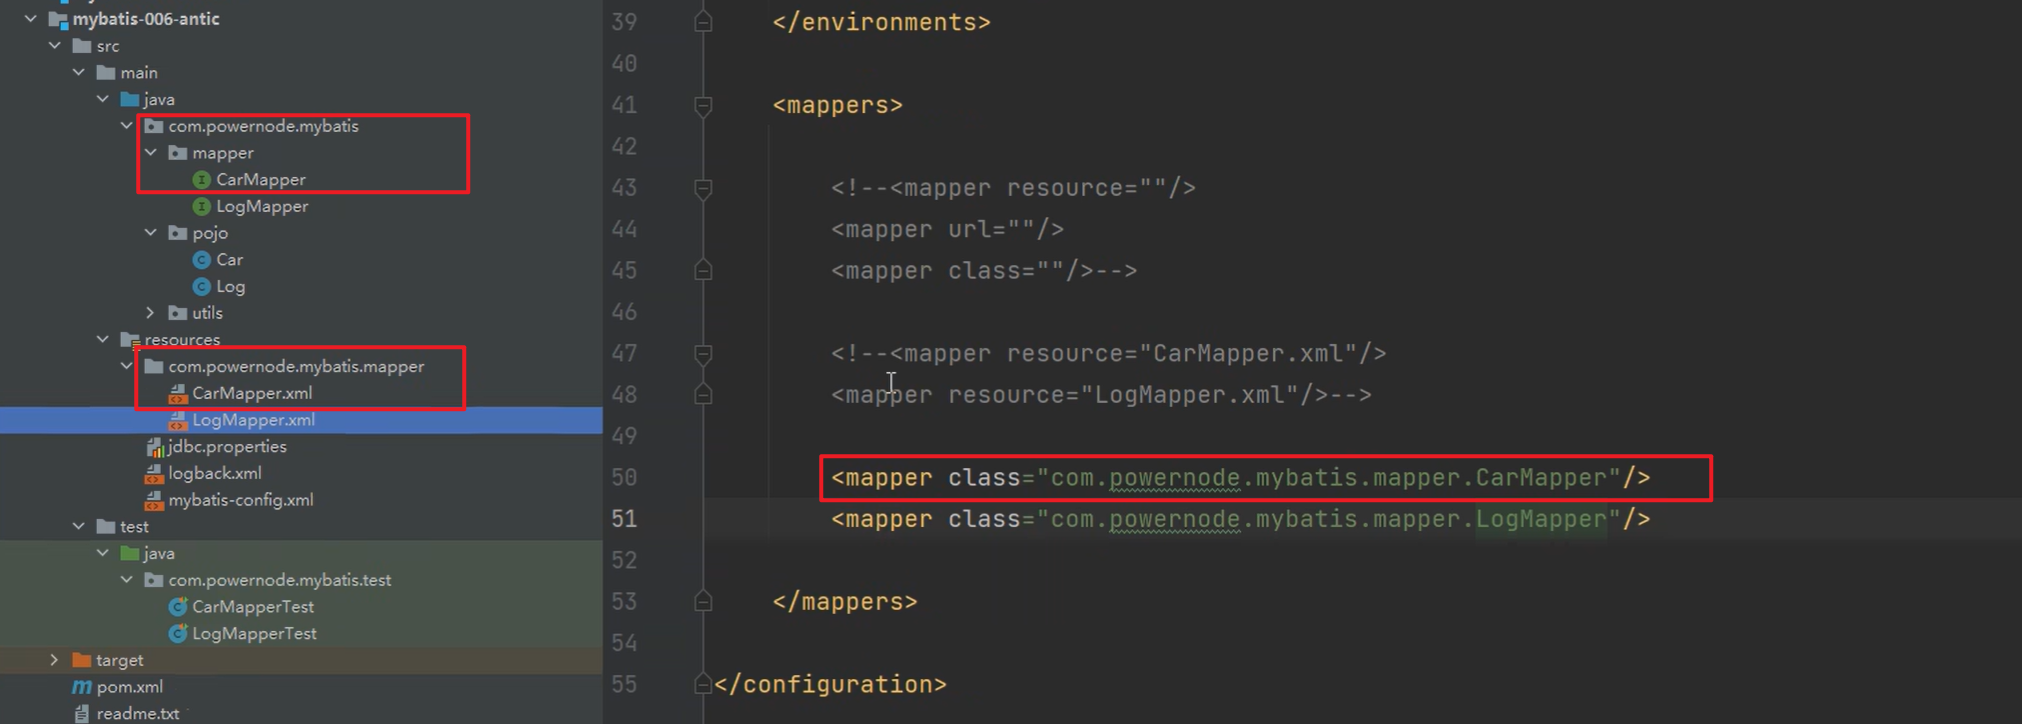 mybatis-006-antic
src
main
java
com.powernode.mybatis
mapper
CarMapper
LogMapper
pojo
Car
Log
utils
resources
com.powernode.mybatis.mapper
CarMapper.xml
LogMapper.xml
jdbc.properties
logback.xml
mybatis-config.xml
test
java
com.powernode.mybatis.test
CarMapperTest
LogMapperTest
target
pom.xml
readme.txt
39 </environments>
40
41 <mappers>
42
43 <!--<mapper resource=""/>
44 <mapper url=""/>
45 <mapper class=""/>-->
46
47 <!--<mapper resource="CarMapper.xml"/>
48 <mapper resource="LogMapper.xml"/>-->
49
50 <mapper class="com.powernode.mybatis.mapper.CarMapper"/>
51 <mapper class="com.powernode.mybatis.mapper.LogMapper"/>
52
53 </mappers>
54
55 </configuration>